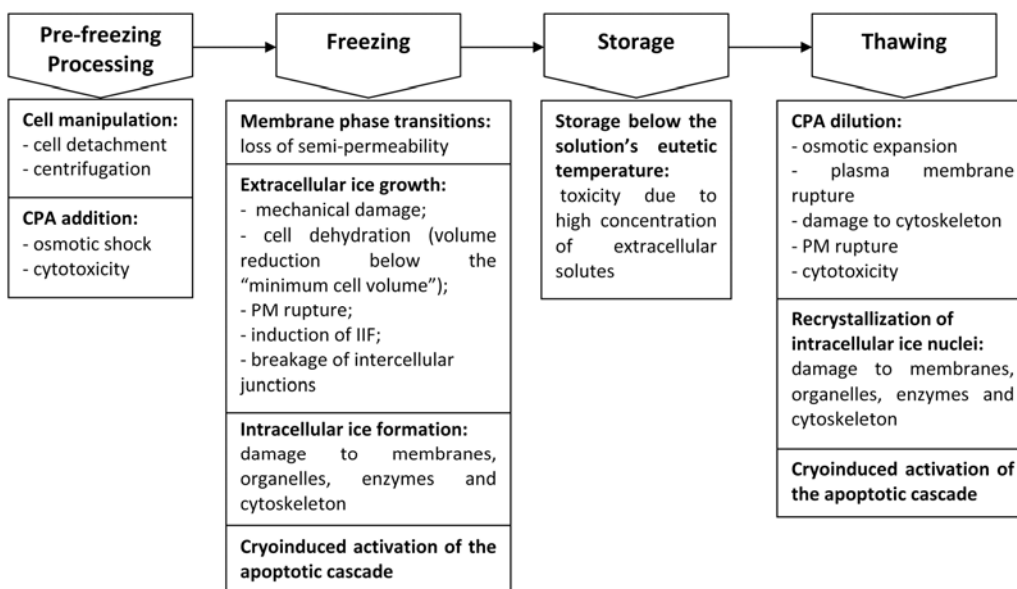 Pre-freezing
Processing
Freezing
Storage
Thawing
Cell manipulation:
- cell detachment
- centrifugation
CPA addition:
- osmotic shock
- cytotoxicity
Membrane phase transitions:
loss of semi-permeability
Extracellular ice growth:
- mechanical damage;
- cell dehydration (volume
reduction below the
“minimum cell volume”);
- PM rupture;
- induction of IIF;
- breakage of intercellular
junctions
Intracellular ice formation:
damage to membranes,
organelles, enzymes and
cytoskeleton
Cryoinduced activation of the
apoptotic cascade
Storage below the
solution’s eutetic
temperature:
toxicity due to
high concentration
of extracellular
solutes
CPA dilution:
- osmotic expansion
- plasma membrane
rupture
- damage to cytoskeleton
- PM rupture
- cytotoxicity
Recrystallization of
intracellular ice nuclei:
damage to membranes,
organelles, enzymes and
cytoskeleton
Cryoinduced activation of
the apoptotic cascade